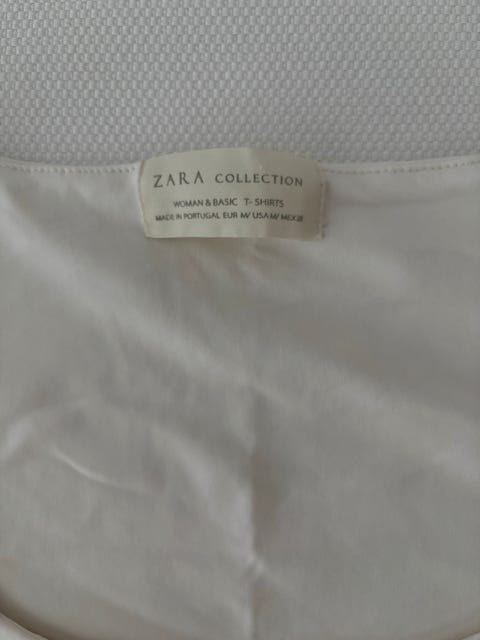 ZARA COLLECTION
WOMAN & BASIC T-SHIRTS
MADE IN PORTUGAL EUR M/ USA M/ MEX 28